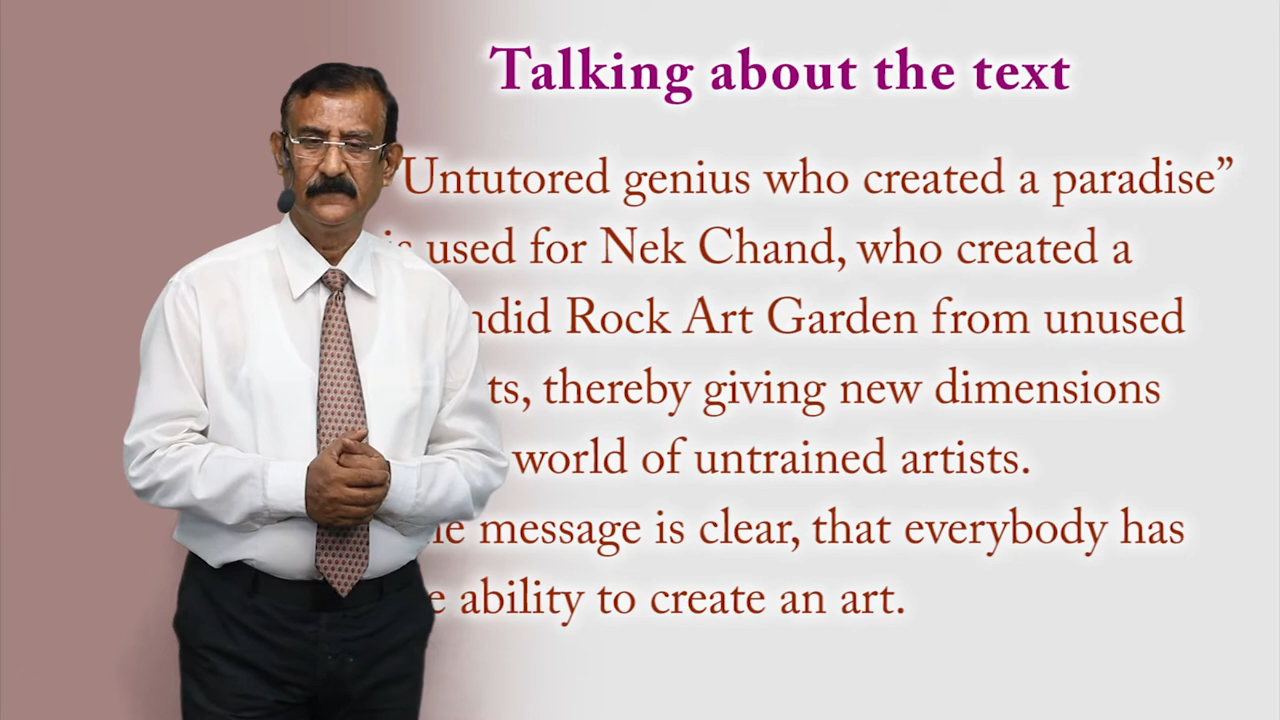 Talking about the text
Untutored genius who created a paradise”
used for Nek Chand, who created a
Rock Art Garden from unused
thereby giving new dimensions
world of untrained artists.
message is clear, that everybody has
ability to create an art.